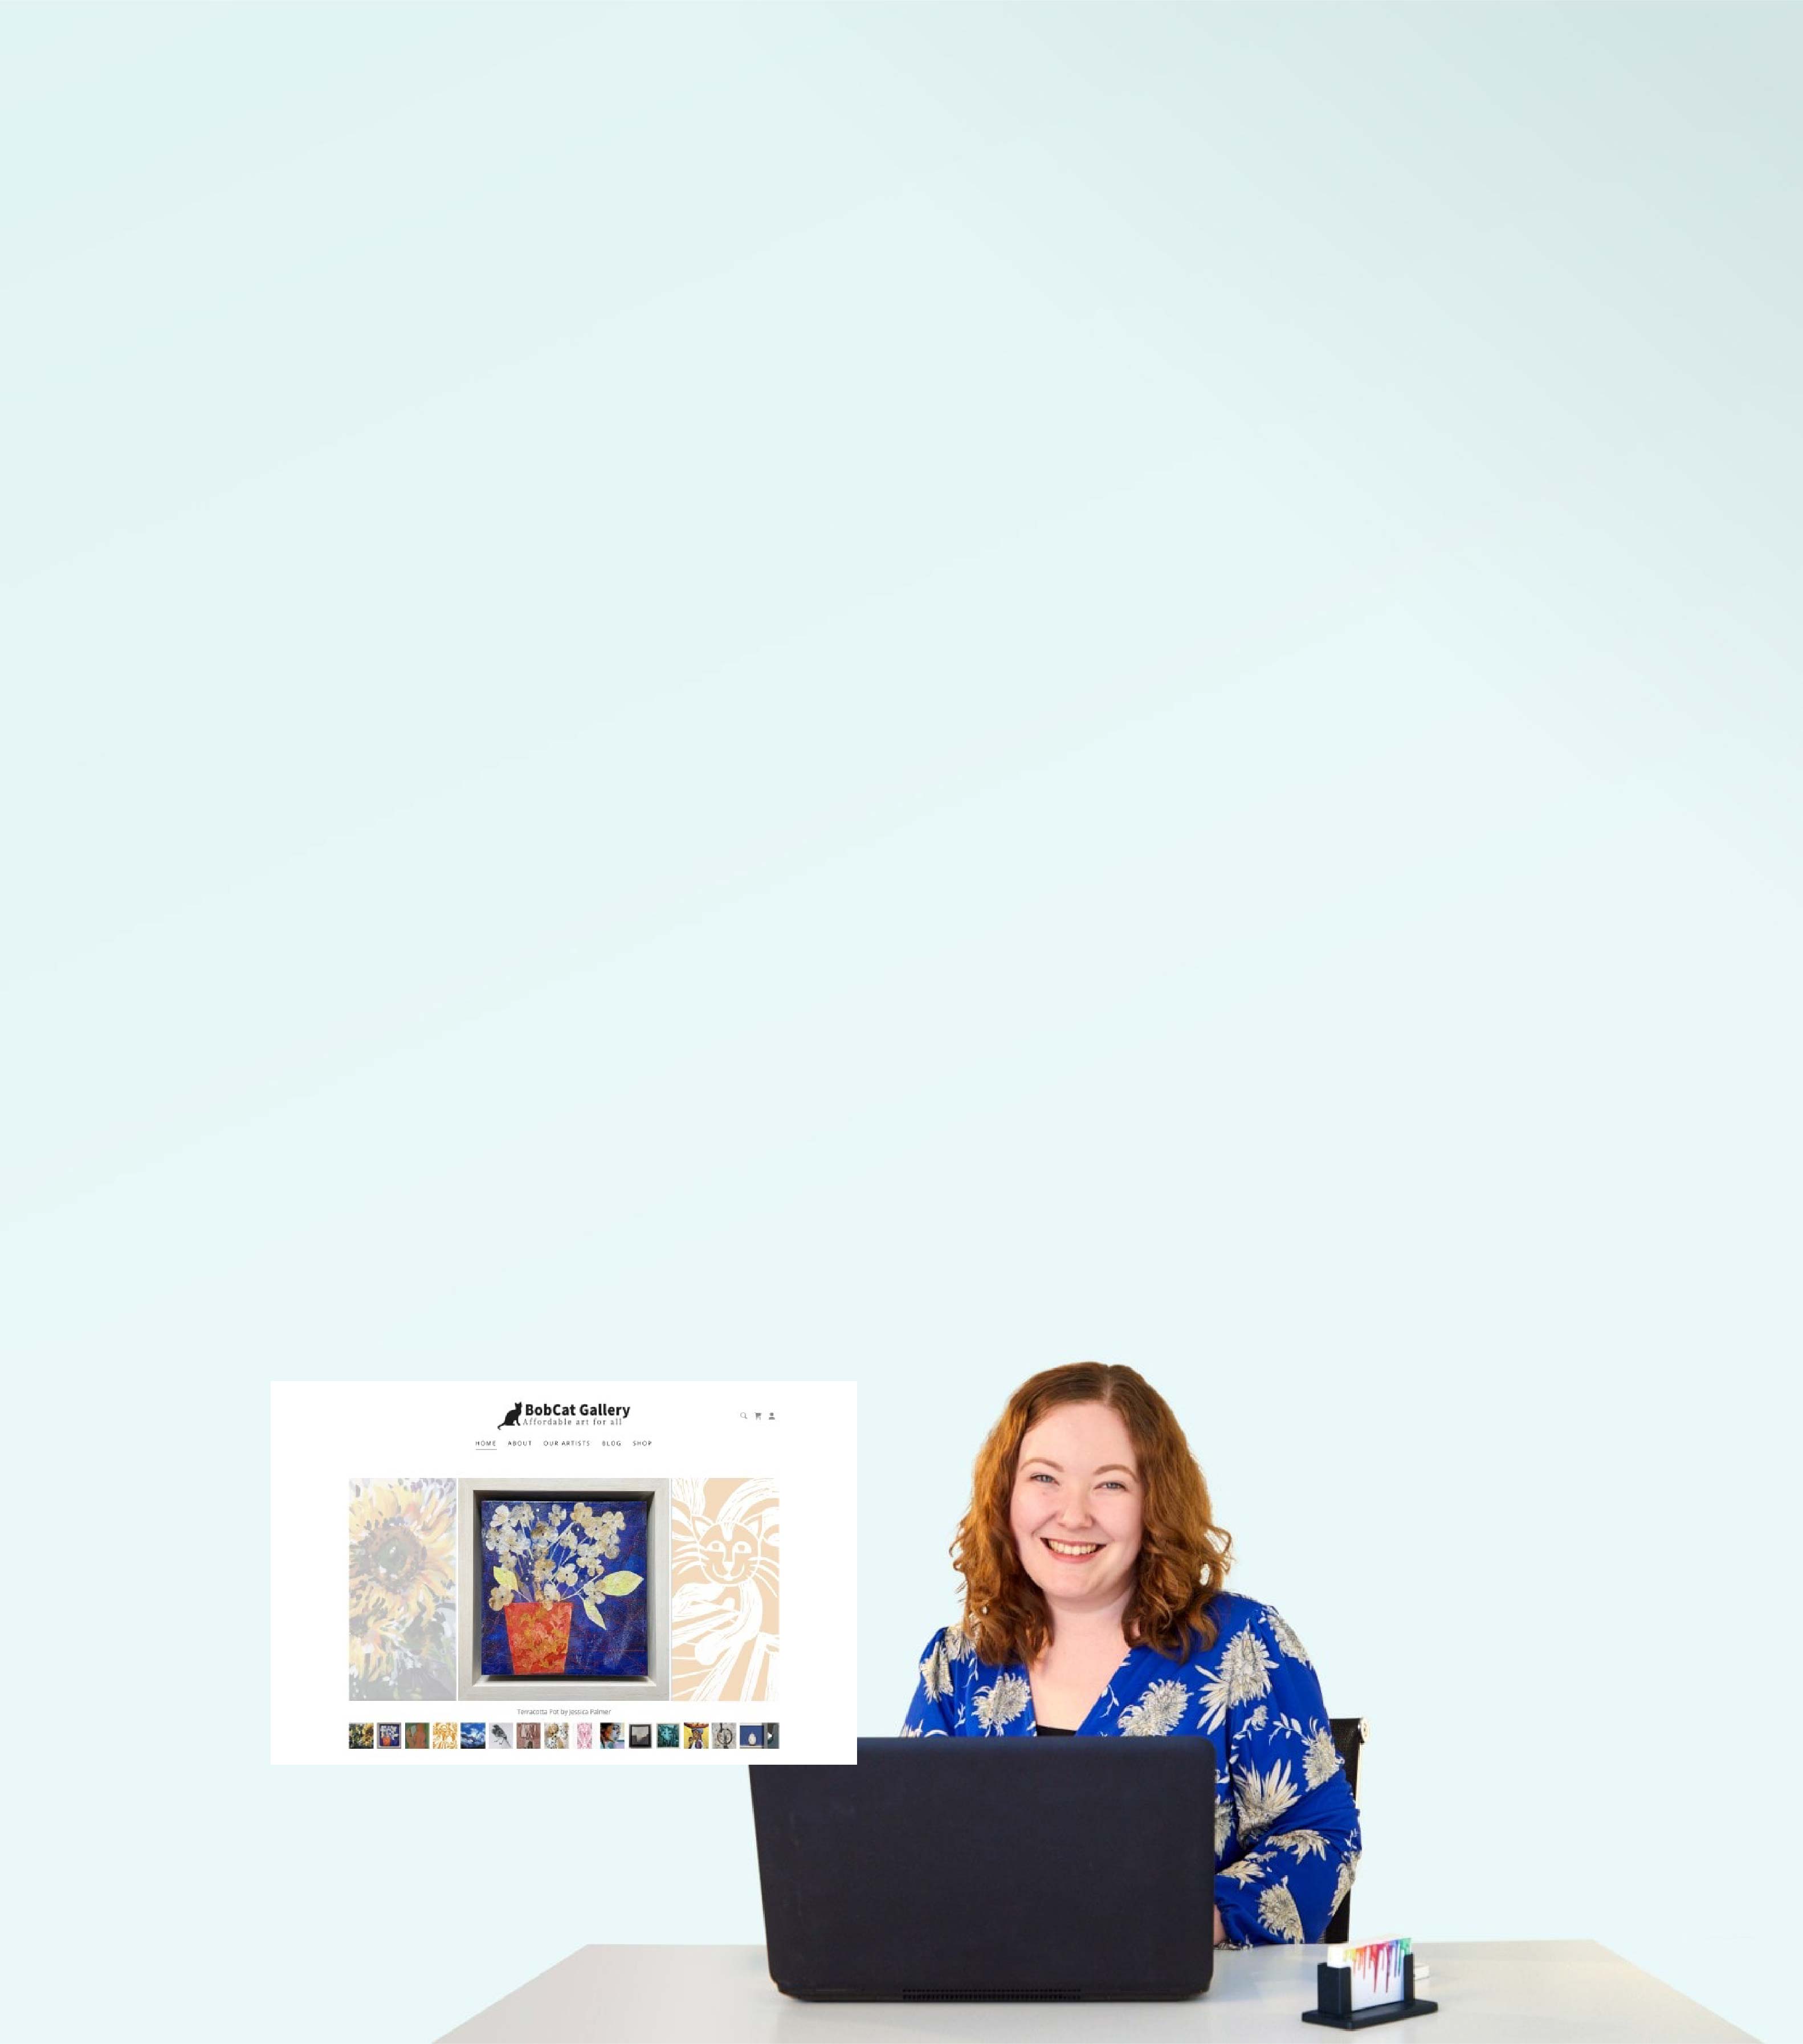 BobCat Gallery
Affordable art for all
HOME ABOUT OUR ARTISTS BLOG SHOP
Terracotta Pot by Jessica Palmer